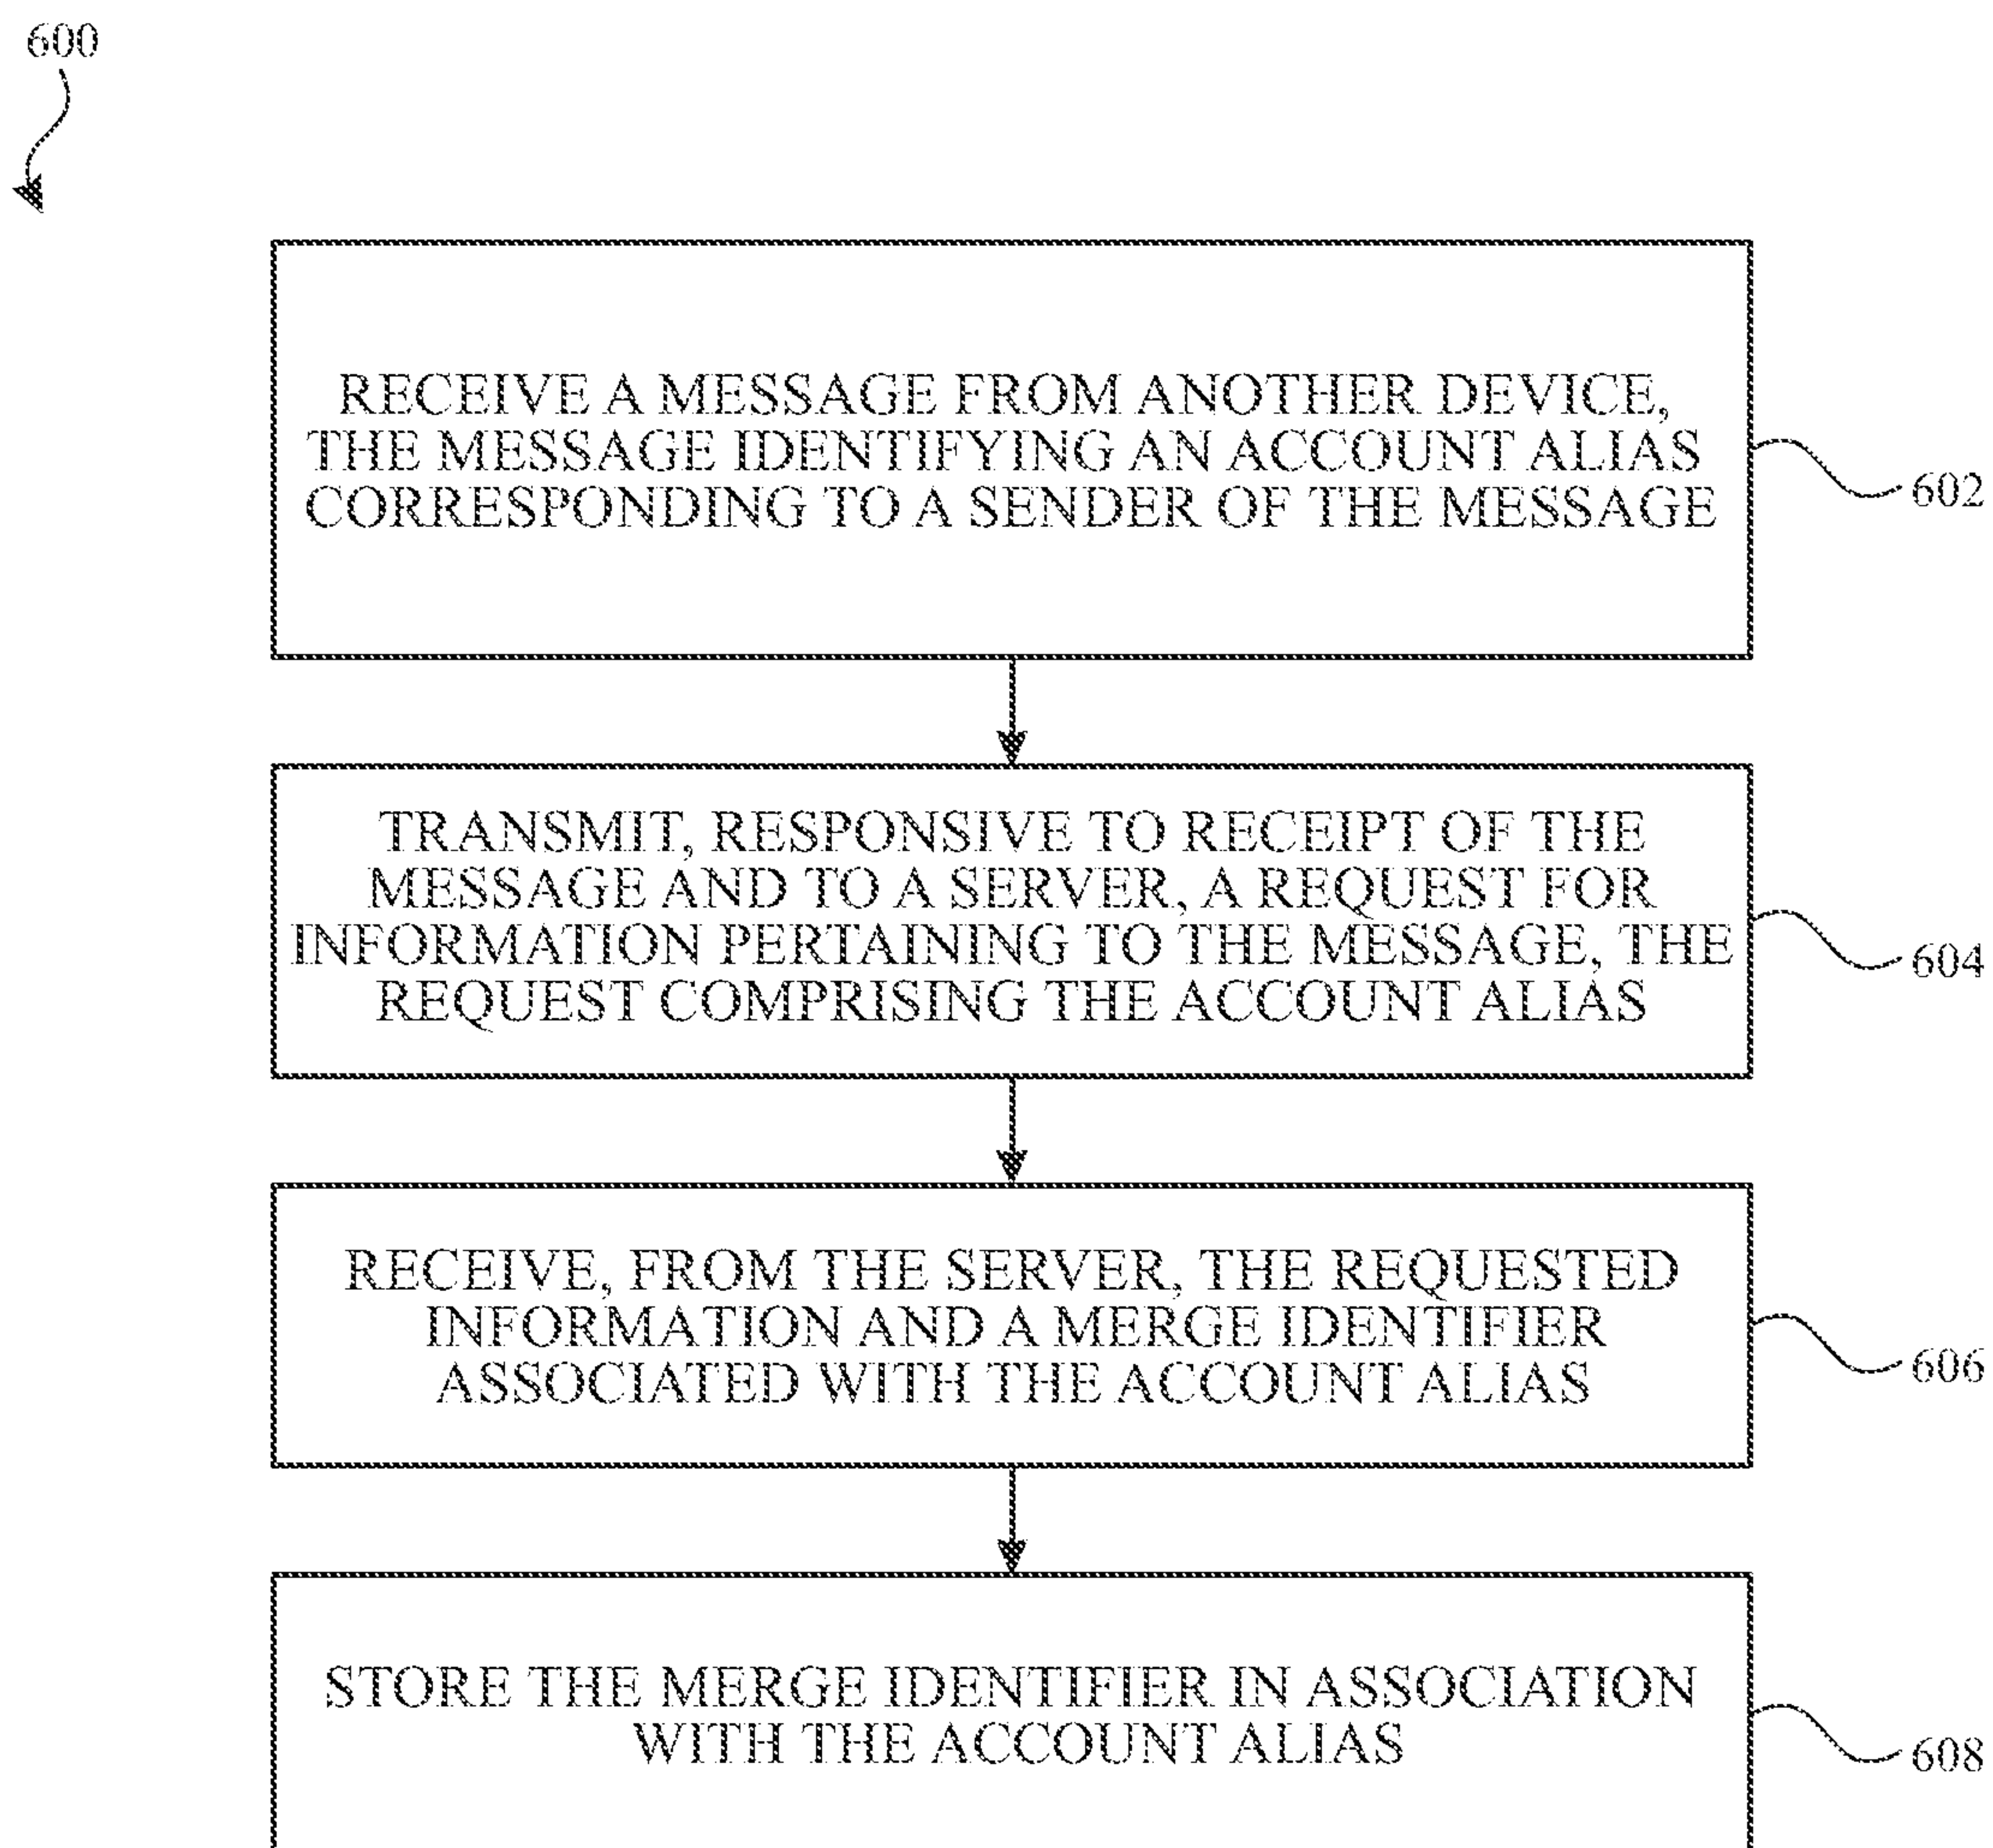 600
RECEIVE A MESSAGE FROM ANOTHER DEVICE,
THE MESSAGE IDENTIFYING AN ACCOUNT ALIAS
CORRESPONDING TO A SENDER OF THE MESSAGE
602
TRANSMIT, RESPONSIVE TO RECEIPT OF THE
MESSAGE AND TO A SERVER, A REQUEST FOR
INFORMATION PERTAINING TO THE MESSAGE, THE
REQUEST COMPRISING THE ACCOUNT ALIAS
604
RECEIVE, FROM THE SERVER, THE REQUESTED
INFORMATION AND A MERGE IDENTIFIER
ASSOCIATED WITH THE ACCOUNT ALIAS
606
STORE THE MERGE IDENTIFIER IN ASSOCIATION
WITH THE ACCOUNT ALIAS
608